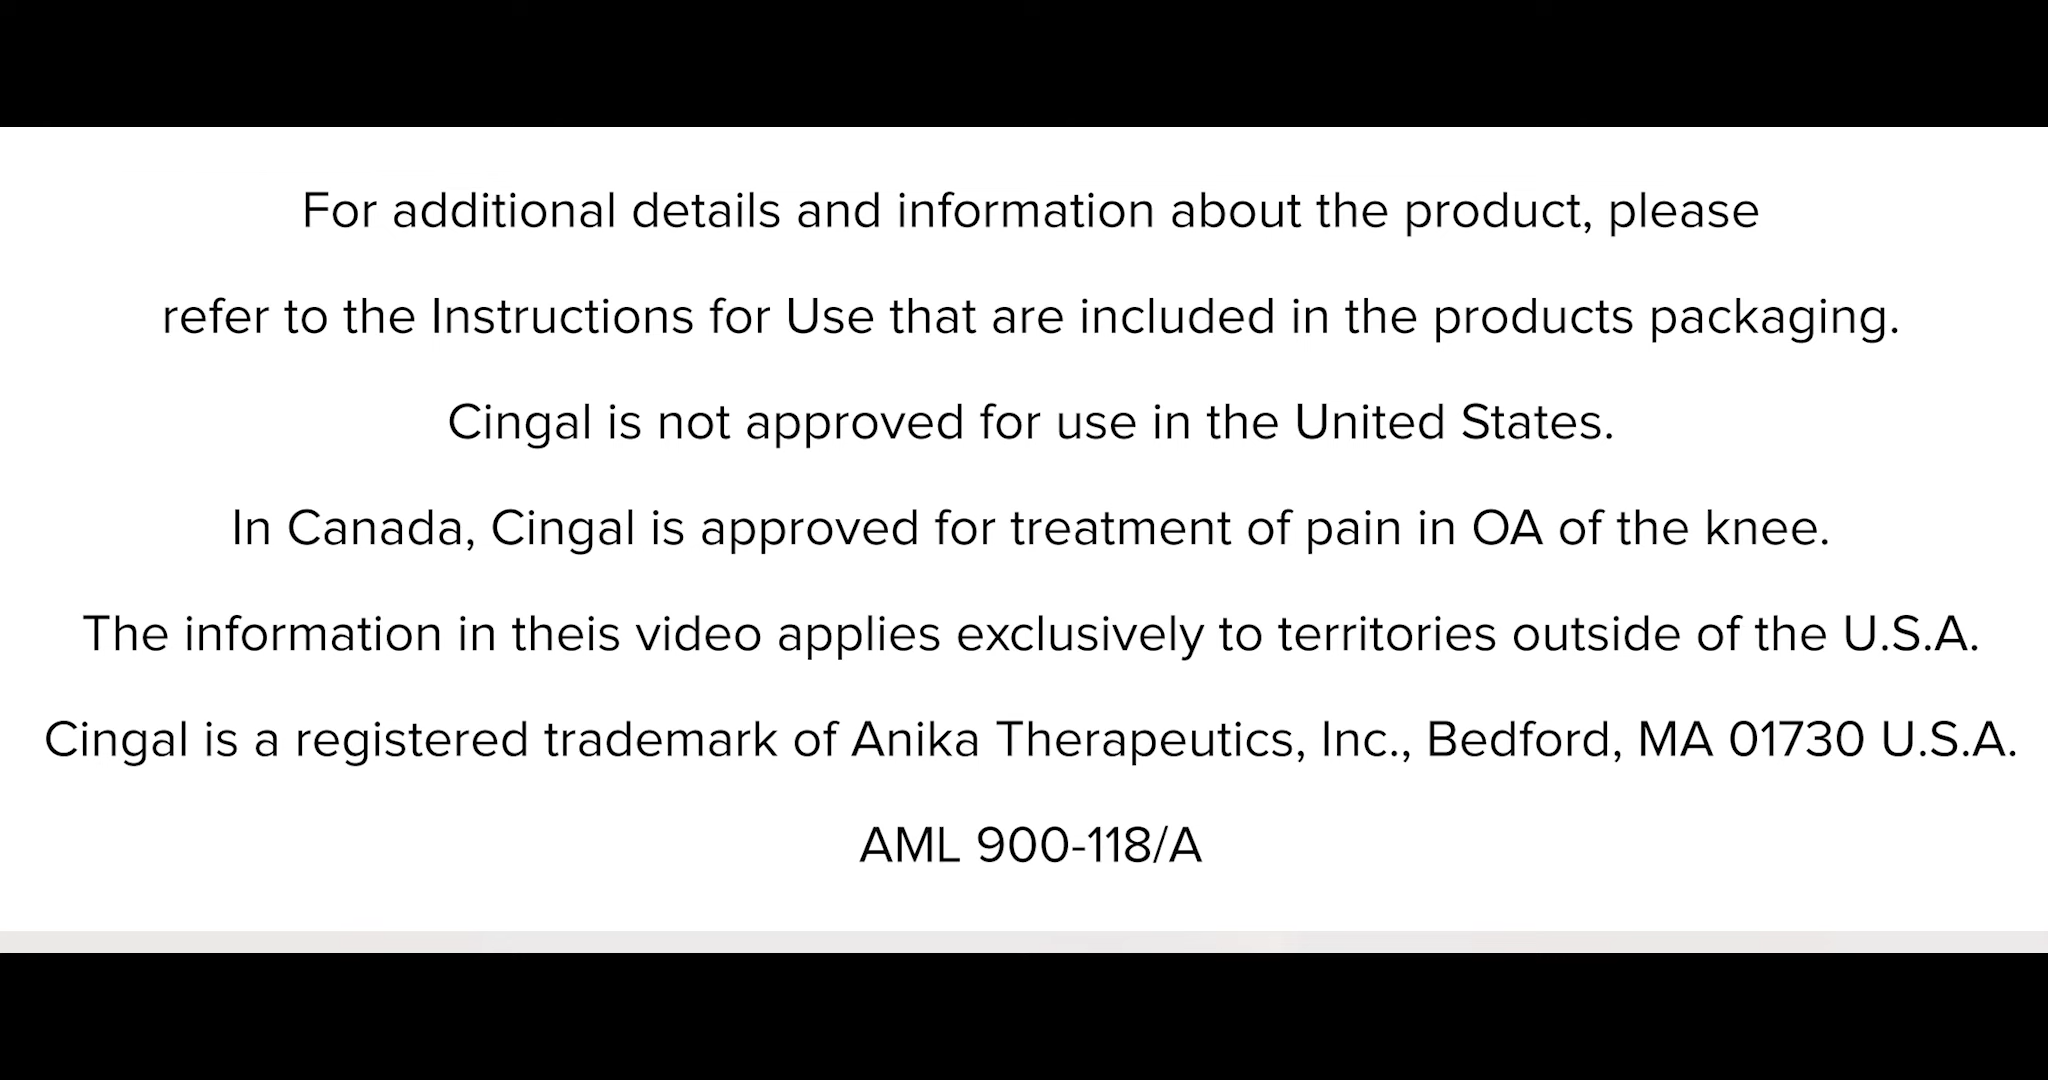 For additional details and information about the product, please
refer to the Instructions for Use that are included in the products packaging.
Cingal is not approved for use in the United States.
In Canada, Cingal is approved for treatment of pain in OA of the knee.
The information in theis video applies exclusively to territories outside of the U.S.A.
Cingal is a registered trademark of Anika Therapeutics, Inc., Bedford, MA 01730 U.S.A.
AML 900-118/A